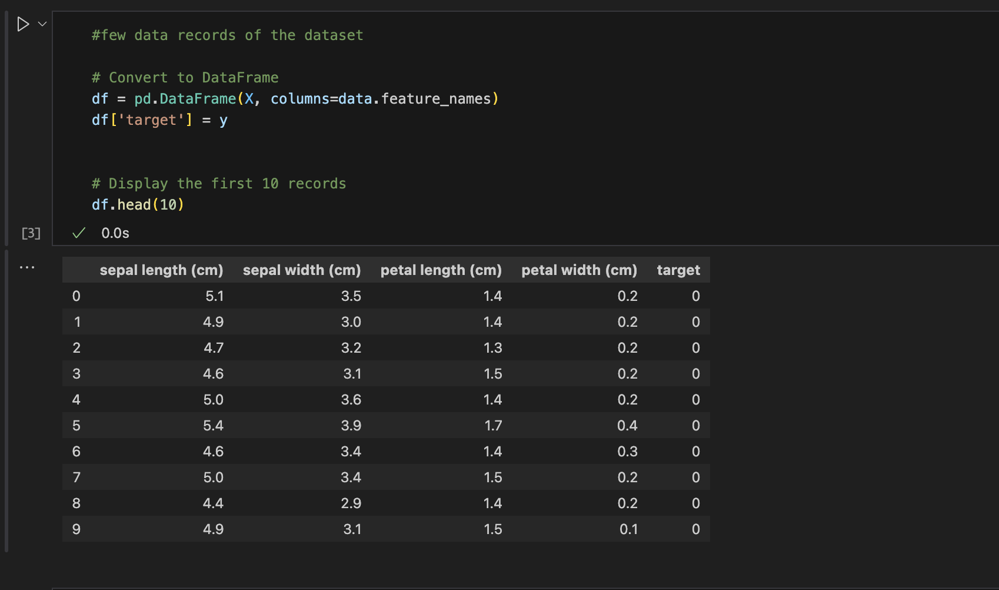 #few data records of the dataset
# Convert to DataFrame
df = pd.DataFrame(X, columns=data.feature_names)
df['target'] = y
# Display the first 10 records
df.head(10)
[3] 0.0s
...
sepal length (cm) sepal width (cm) petal length (cm) petal width (cm) target
0 5.1 3.5 1.4 0.2 0
1 4.9 3.0 1.4 0.2 0
2 4.7 3.2 1.3 0.2 0
3 4.6 3.1 1.5 0.2 0
4 5.0 3.6 1.4 0.2 0
5 5.4 3.9 1.7 0.4 0
6 4.6 3.4 1.4 0.3 0
7 5.0 3.4 1.5 0.2 0
8 4.4 2.9 1.4 0.2 0
9 4.9 3.1 1.5 0.1 0